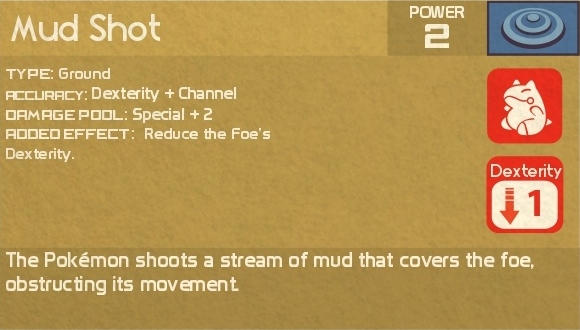 Mud Shot
POWER
2
TYPE: Ground
ACCURACY: Dexterity + Channel
DAMAGE POOL: Special + 2
ADDED EFFECT: Reduce the Foe's
Dexterity.
Dexterity
1
The Pokémon shoots a stream of mud that covers the foe,
obstructing its movement.